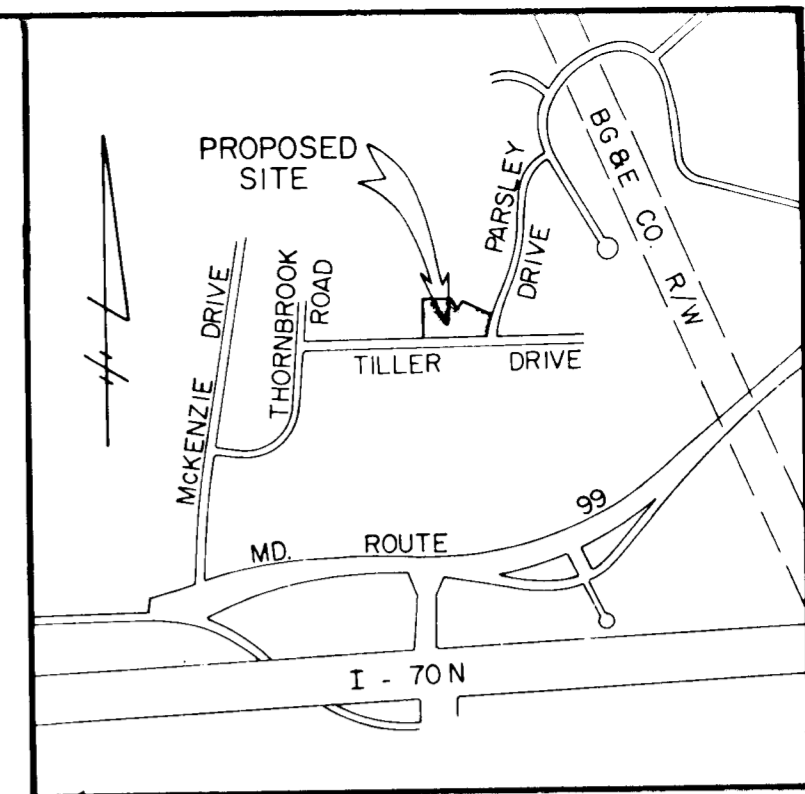 PROPOSED
SITE
PARSLEY
DRIVE
BG&E CO. R/W
McKENZIE DRIVE
THORNBROOK
ROAD
TILLER DRIVE
MD. ROUTE 99
I - 70 N